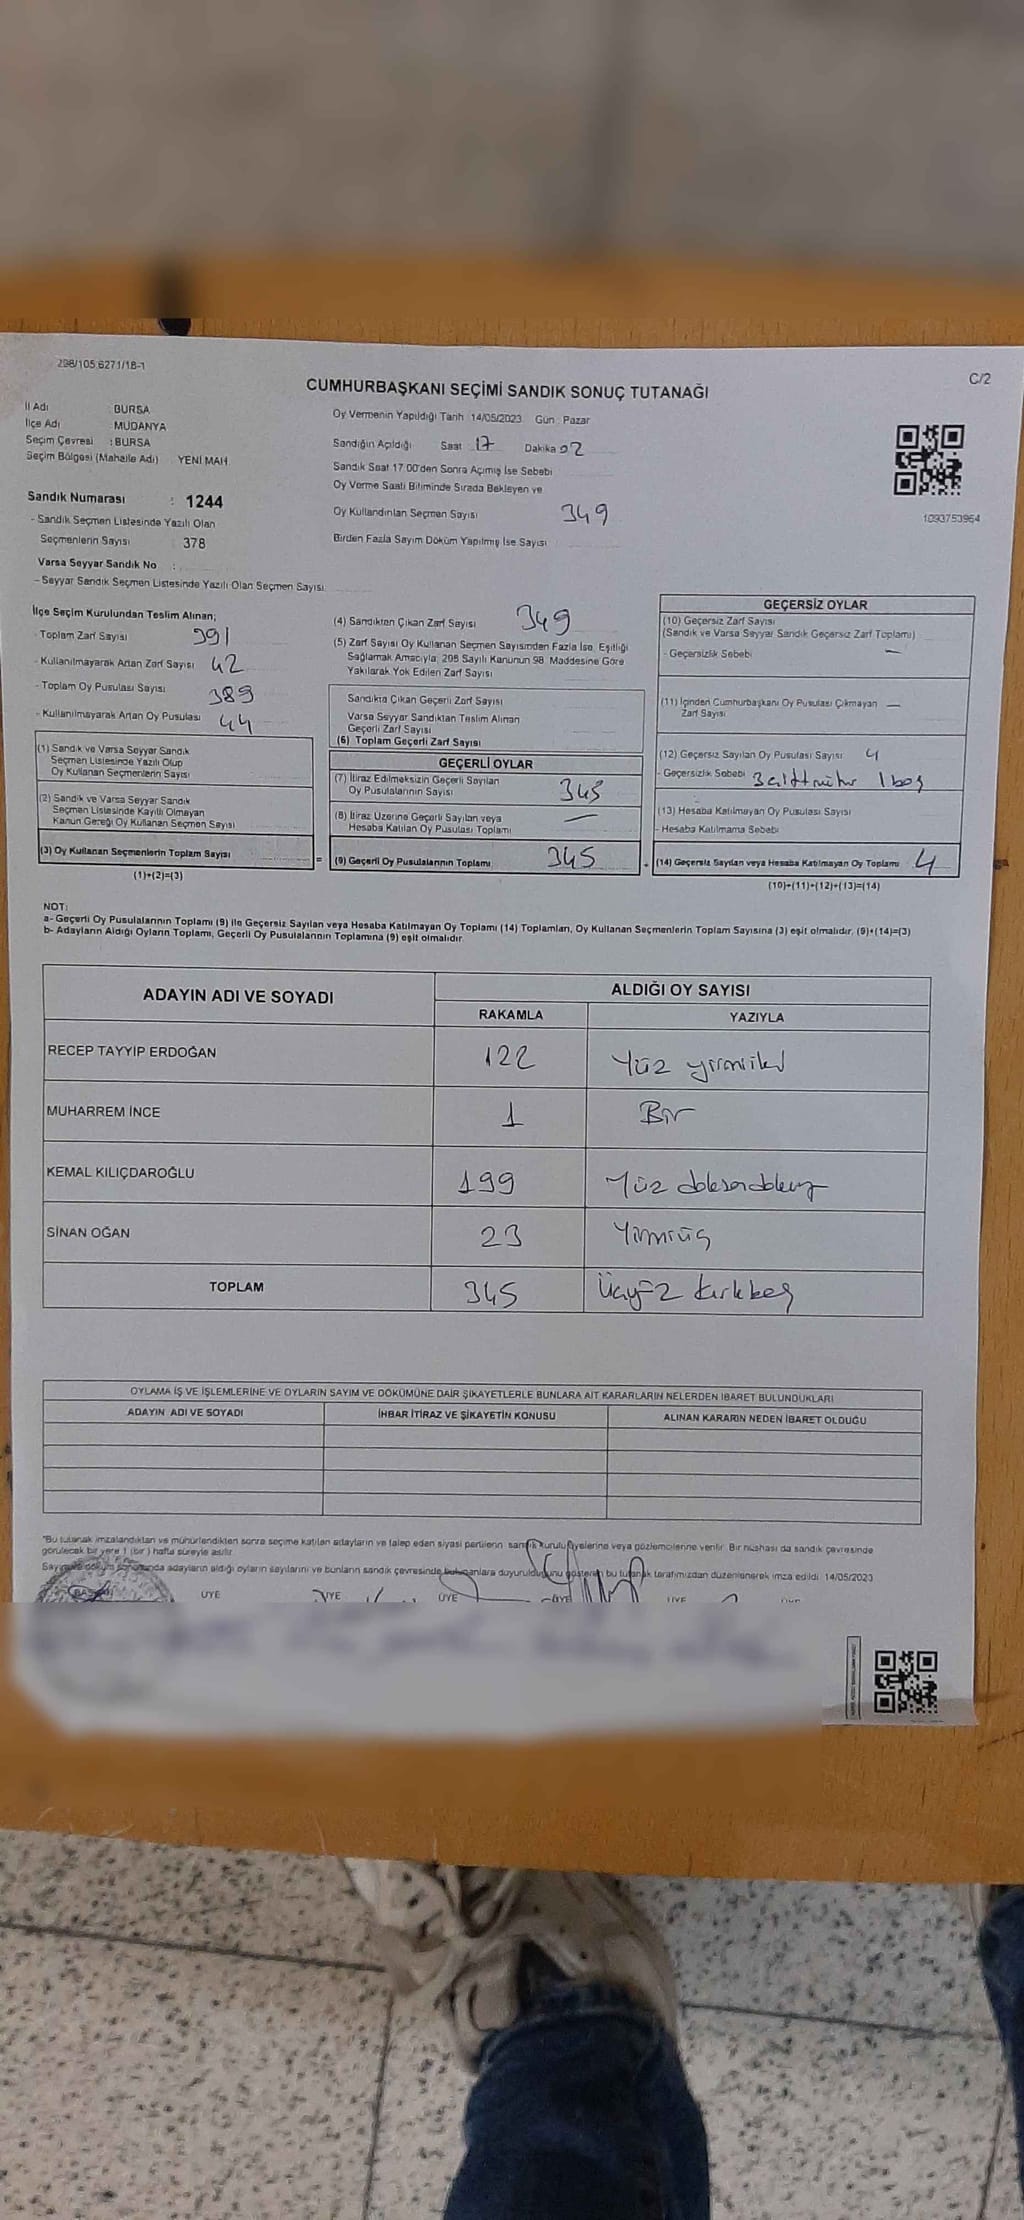 298/105.6271/18-1
C/2
CUMHURBAŞKANI SEÇİMİ SANDIK SONUÇ TUTANAĞI
İl Adı : BURSA
İlçe Adı MUDANYA
Seçim Çevresi : BURSA
Seçim Bölgesi (Mahalle Adı) YENİ MAH.
Sandık Numarası : 1244
- Sandık Seçmen Listesinde Yazılı Olan
Seçmenlerin Sayısı 378
Varsa Seyyar Sandık No :
- Seyyar Sandık Seçmen Listesinde Yazılı Olan Seçmen Sayısı
Oy Vermenin Yapıldığı Tarih 14/05/2023 Gün : Pazar
Sandığın Açıldığı Saat 17 Dakika 02
Sandık Saat 17.00'den Sonra Açılmış İse Sebebi
Oy Verme Saati Bitiminde Sırada Bekleyen ve
Oy Kullandırılan Seçmen Sayısı 349
Birden Fazla Sayım Döküm Yapılmış İse Sayısı
1093753964
İlçe Seçim Kurulundan Teslim Alınan;
- Toplam Zarf Sayısı 391
- Kullanılmayarak Artan Zarf Sayısı 42
- Toplam Oy Pusulası Sayısı 389
- Kullanılmayarak Artan Oy Pusulası 44
(1) Sandık ve Varsa Seyyar Sandık
Seçmen Listesinde Yazılı Olup
Oy Kullanan Seçmenlerin Sayısı
(2) Sandık ve Varsa Seyyar Sandık
Seçmen Listesinde Kayıtlı Olmayan
Kanun Gereği Oy Kullanan Seçmen Sayısı
(3) Oy Kullanan Seçmenlerin Toplam Sayısı
(1)+(2)=(3)
(4) Sandıktan Çıkan Zarf Sayısı 349
(5) Zarf Sayısı Oy Kullanan Seçmen Sayısından Fazla İse, Eşitliği
Sağlamak Amacıyla, 298 Sayılı Kanunun 98. Maddesine Göre
Yakılarak Yok Edilen Zarf Sayısı
Sandıkta Çıkan Geçerli Zarf Sayısı
Varsa Seyyar Sandıktan Teslim Alınan
Geçerli Zarf Sayısı
(6) Toplam Geçerli Zarf Sayısı
GEÇERLİ OYLAR
(7) İtiraz Edilmeksizin Geçerli Sayılan
Oy Pusulalarının Sayısı 345
(8) İtiraz Üzerine Geçerli Sayılan veya
Hesaba Katılan Oy Pusulası Toplamı —
= (9) Geçerli Oy Pusulalarının Toplamı 345
GEÇERSİZ OYLAR
(10) Geçersiz Zarf Sayısı
(Sandık ve Varsa Seyyar Sandık Geçersiz Zarf Toplamı)
- Geçersizlik Sebebi —
(11) İçinden Cumhurbaşkanı Oy Pusulası Çıkmayan —
Zarf Sayısı
(12) Geçersiz Sayılan Oy Pusulası Sayısı 4
- Geçersizlik Sebebi 3 1 boş
(13) Hesaba Katılmayan Oy Pusulası Sayısı
- Hesaba Katılmama Sebebi
+ (14) Geçersiz Sayılan veya Hesaba Katılmayan Oy Toplamı 4
(10)+(11)+(12)+(13)=(14)
NOT:
a- Geçerli Oy Pusulalarının Toplamı (9) ile Geçersiz Sayılan veya Hesaba Katılmayan Oy Toplamı (14) Toplamları, Oy Kullanan Seçmenlerin Toplam Sayısına (3) eşit olmalıdır. (9)+(14)=(3)
b- Adayların Aldığı Oyların Toplamı, Geçerli Oy Pusulalarının Toplamına (9) eşit olmalıdır.
ADAYIN ADI VE SOYADI ALDIĞI OY SAYISI
RAKAMLA YAZIYLA
RECEP TAYYİP ERDOĞAN 122 Yüz yirmiiki
MUHARREM İNCE 1 Bir
KEMAL KILIÇDAROĞLU 199 Yüz doksandokuz
SİNAN OĞAN 23 Yirmiüç
TOPLAM 345 Üçyüz kırkbeş
OYLAMA İŞ VE İŞLEMLERİNE VE OYLARIN SAYIM VE DÖKÜMÜNE DAİR ŞİKAYETLERLE BUNLARA AİT KARARLARIN NELERDEN İBARET BULUNDUKLARI
ADAYIN ADI VE SOYADI İHBAR İTİRAZ VE ŞİKAYETİN KONUSU ALINAN KARARIN NEDEN İBARET OLDUĞU
"Bu tutanak imzalandıktan ve mühürlendikten sonra seçime katılan adayların ve talep eden siyasi partilerin sandık kurulu üyelerine veya gözlemcilerine verilir. Bir nüshası da sandık çevresinde
görülecek bir yere 1 (bir) hafta süreyle asılır.
Sayım ve döküm sonucunda adayların aldığı oyların sayılarını ve bunların sandık çevresinde bulunanlara duyurulduğunu gösteren bu tutanak tarafımızdan düzenlenerek imza edildi. 14/05/2023
BAŞKAN ÜYE ÜYE ÜYE ÜYE ÜYE ÜYE